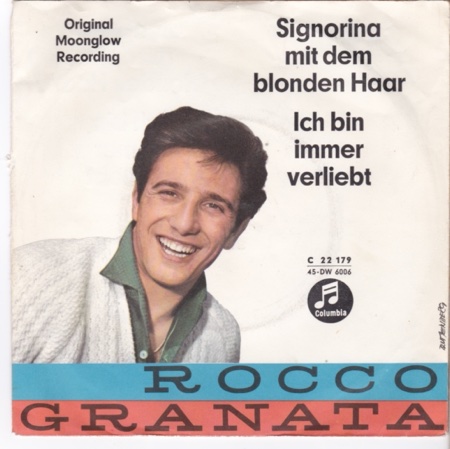 Original
Moonglow
Recording
Signorina
mit dem
blonden Haar
Ich bin
immer
verliebt
C 22 179
45-DW 6006
Columbia
ROCCO
GRANATA